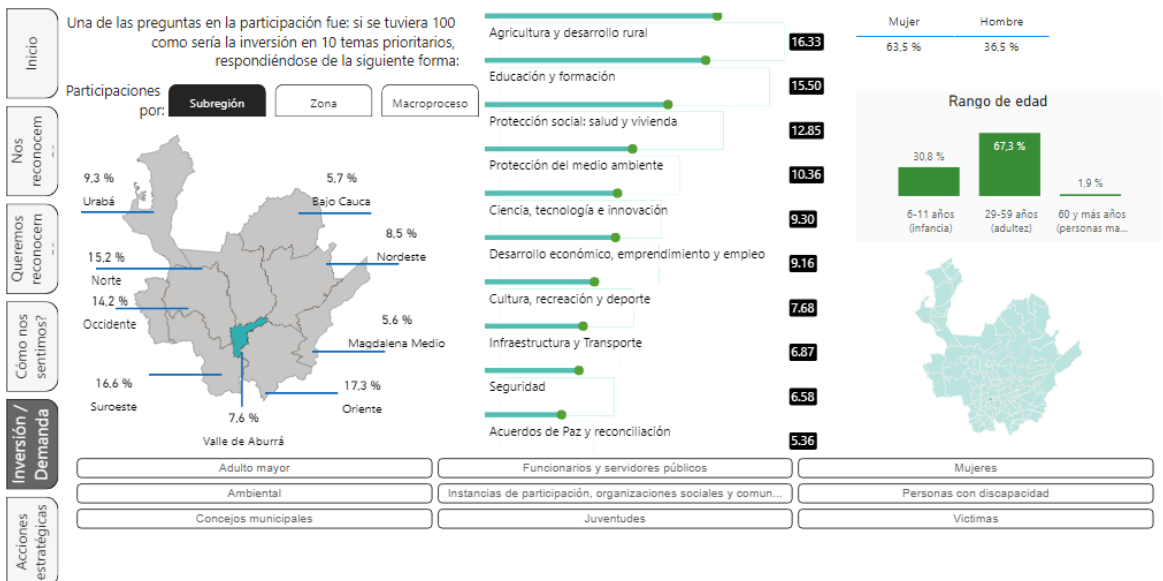 Inicio
Nos
reconocem
Queremos
reconocern
Cómo nos
sentimos?
Inversión /
Demanda
Acciones
estratégicas
Una de las preguntas en la participación fue: si se tuviera 100
como sería la inversión en 10 temas prioritarios,
respondiéndose de la siguiente forma:
Participaciones
por:
Subregión
Zona
Macroproceso
9,3 %
Urabá
5,7 %
Bajo Cauca
8,5 %
Nordeste
15,2 %
Norte
14,2 %
Occidente
5,6 %
Magdalena Medio
16,6 %
Suroeste
17,3 %
Oriente
7,6 %
Valle de Aburrá
Agricultura y desarrollo rural
16.33
Educación y formación
15.50
Protección social: salud y vivienda
12.85
Protección del medio ambiente
10.36
Ciencia, tecnología e innovación
9.30
Desarrollo económico, emprendimiento y empleo
9.16
Cultura, recreación y deporte
7.68
Infraestructura y Transporte
6.87
Seguridad
6.58
Acuerdos de Paz y reconciliación
5.36
Mujer Hombre
63,5 % 36,5 %
Rango de edad
30,8 %
67,3 %
1,9 %
6-11 años
(infancia)
29-59 años
(adultez)
60 y más años
(personas ma...
Adulto mayor
Funcionarios y servidores públicos
Mujeres
Ambiental
Instancias de participación, organizaciones sociales y comun...
Personas con discapacidad
Concejos municipales
Juventudes
Victimas